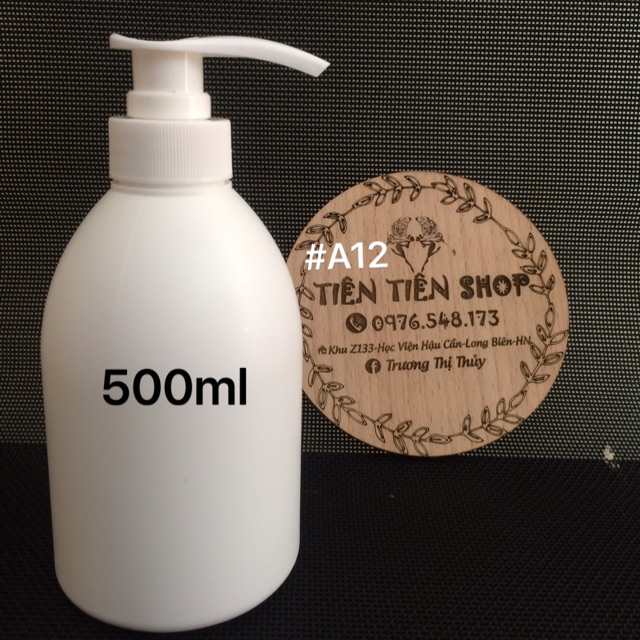 #A12
TIÊN TIÊN SHOP
0976.548.173
Khu Z133-Học Viện Hậu Cần-Long Biên-HN
Trương Thị Thủy
500ml